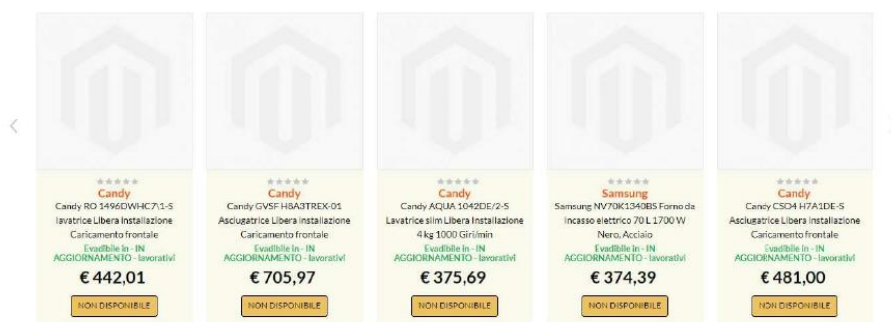 Candy
Candy RO 1496DWHC7\1-S
lavatrice Libera installazione
Caricamento frontale
Evadibile in - IN
AGGIORNAMENTO - lavorativi
€ 442,01
NON DISPONIBILE
Candy
Candy GVSF H8A3TREX-01
Asciugatrice Libera installazione
Caricamento frontale
Evadibile in - IN
AGGIORNAMENTO - lavorativi
€ 705,97
NON DISPONIBILE
Candy
Candy AQUA 1042DE/2-S
Lavatrice slim Libera Installazione
4 kg 1000 Giri/min
Evadibile in - IN
AGGIORNAMENTO - lavorativi
€ 375,69
NON DISPONIBILE
Samsung
Samsung NV70K1340BS Forno da
incasso elettrico 70 L 1700 W
Nero, Acciaio
Evadibile in - IN
AGGIORNAMENTO - lavorativi
€ 374,39
NON DISPONIBILE
Candy
Candy CSO4 H7A1DE-S
Asciugatrice Libera installazione
Caricamento frontale
Evadibile in - IN
AGGIORNAMENTO - lavorativi
€ 481,00
NON DISPONIBILE